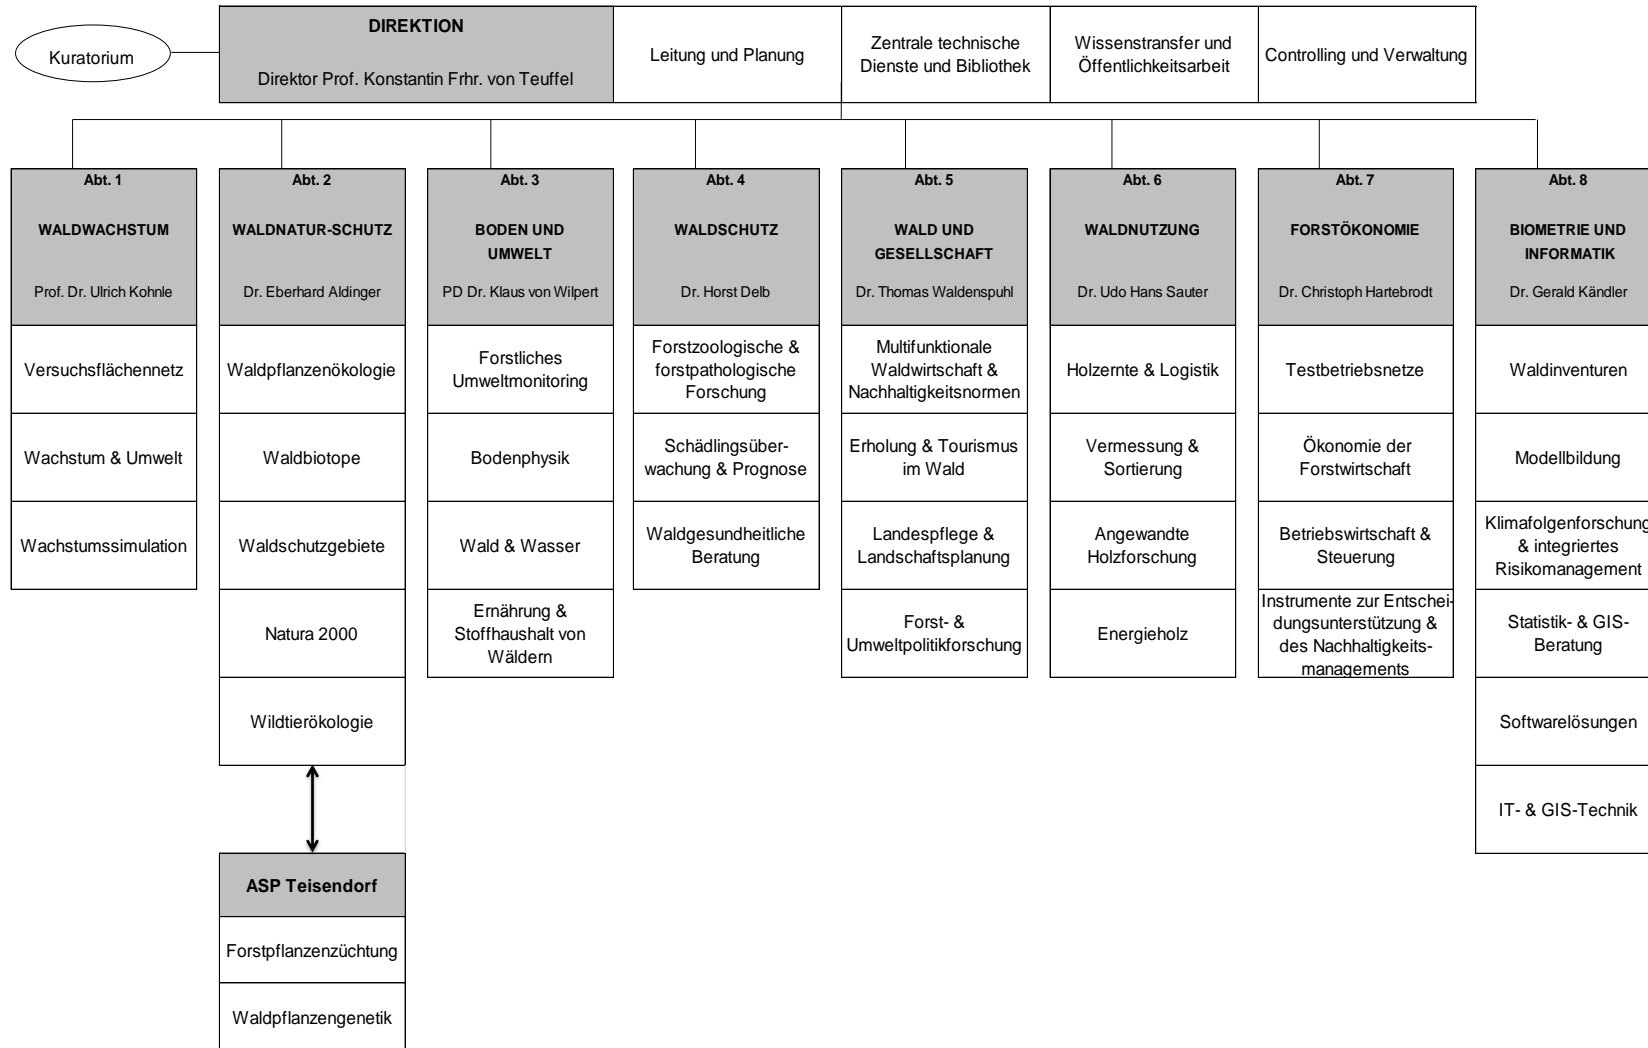 Kuratorium
DIREKTION
Direktor Prof. Konstantin Frhr. von Teuffel
Leitung und Planung
Zentrale technische
Dienste und Bibliothek
Wissenstransfer und
Öffentlichkeitsarbeit
Controlling und Verwaltung
Abt. 1
WALDWACHSTUM
Prof. Dr. Ulrich Kohnle
Versuchsflächennetz
Wachstum & Umwelt
Wachstumssimulation
Abt. 2
WALDNATUR-SCHUTZ
Dr. Eberhard Aldinger
Waldpflanzenökologie
Waldbiotope
Waldschutzgebiete
Natura 2000
Wildtierökologie
ASP Teisendorf
Forstpflanzenzüchtung
Waldpflanzengenetik
Abt. 3
BODEN UND
UMWELT
PD Dr. Klaus von Wilpert
Forstliches
Umweltmonitoring
Bodenphysik
Wald & Wasser
Ernährung &
Stoffhaushalt von
Wäldern
Abt. 4
WALDSCHUTZ
Dr. Horst Delb
Forstzoologische &
forstpathologische
Forschung
Schädlingsüber-
wachung & Prognose
Waldgesundheitliche
Beratung
Abt. 5
WALD UND
GESELLSCHAFT
Dr. Thomas Waldenspuhl
Multifunktionale
Waldwirtschaft &
Nachhaltigkeitsnormen
Erholung & Tourismus
im Wald
Landespflege &
Landschaftsplanung
Forst- &
Umweltpolitikforschung
Abt. 6
WALDNUTZUNG
Dr. Udo Hans Sauter
Holzernte & Logistik
Vermessung &
Sortierung
Angewandte
Holzforschung
Energieholz
Abt. 7
FORSTÖKONOMIE
Dr. Christoph Hartebrodt
Testbetriebsnetze
Ökonomie der
Forstwirtschaft
Betriebswirtschaft &
Steuerung
Instrumente zur Entschei-
dungsunterstützung &
des Nachhaltigkeits-
managements
Abt. 8
BIOMETRIE UND
INFORMATIK
Dr. Gerald Kändler
Waldinventuren
Modellbildung
Klimafolgenforschung
& integriertes
Risikomanagement
Statistik- & GIS-
Beratung
Softwarelösungen
IT- & GIS-Technik